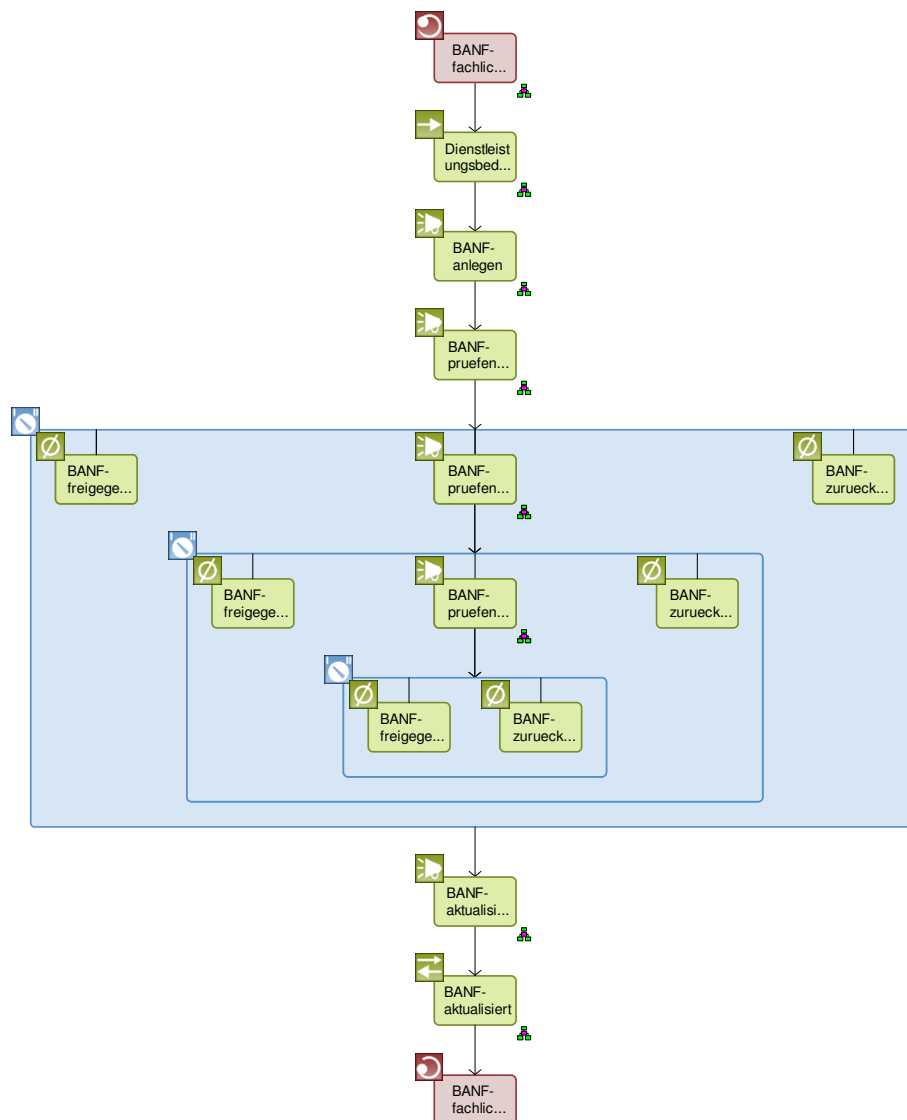 BANF-
fachlic...
Dienstleist
ungsbed...
BANF-
anlegen
BANF-
pruefen...
BANF-
freigege...
BANF-
pruefen...
BANF-
zurueck...
BANF-
freigege...
BANF-
pruefen...
BANF-
zurueck...
BANF-
freigege...
BANF-
zurueck...
BANF-
aktualisi...
BANF-
aktualisiert
BANF-
fachlic...